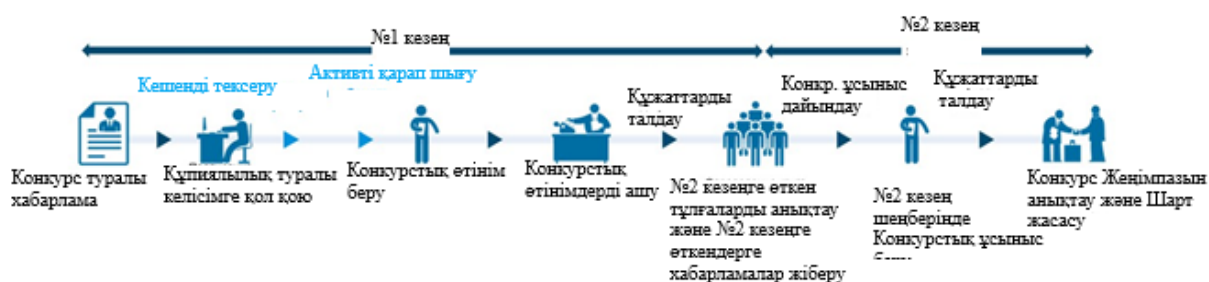 №1 кезең
№2 кезең
Кешенді тексеру
Активті қарап шығу
Құжаттарды
талдау
Конкр. ұсыныс
дайындау
Құжаттарды
талдау
Конкурс туралы
хабарлама
Құпиялылық туралы
келісімге қол қою
Конкурстық өтінім
беру
Конкурстық
өтінімдерді ашу
№2 кезеңге өткен
тұлғаларды анықтау
және №2 кезеңге
өткендерге
хабарламалар жіберу
№2 кезең
шеңберінде
Конкурстық ұсыныс
Конкурс Жеңімпазын
анықтау және Шарт
жасасу